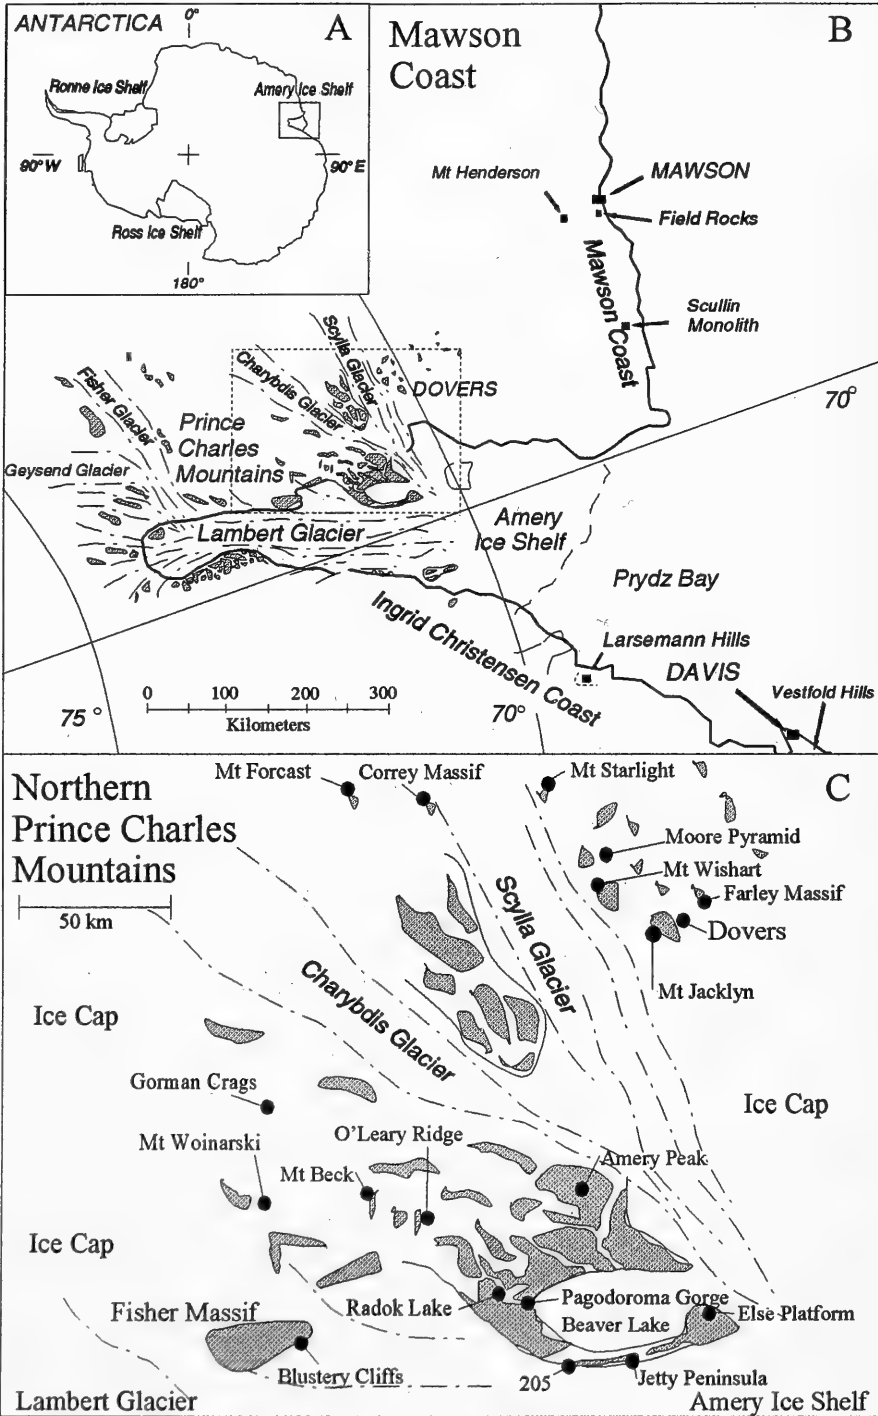 ANTARCTICA
0°
A
Ronne Ice Shelf
Amery Ice Shelf
90°W
90°E
Ross Ice Shelf
180°
Mawson
Coast
B
Mt Henderson
MAWSON
Field Rocks
Mawson Coast
Scullin
Monolith
70°
Scylla Glacier
Charybdis Glacier
Fisher Glacier
DOVERS
Prince
Charles
Mountains
Geysend Glacier
Lambert Glacier
Amery
Ice Shelf
Prydz Bay
Ingrid Christensen Coast
Larsemann Hills
DAVIS
Vestfold Hills
0 100 200 300
Kilometers
75°
70°
Northern
Prince Charles
Mountains
50 km
C
Mt Forcast
Correy Massif
Mt Starlight
Moore Pyramid
Mt Wishart
Farley Massif
Dovers
Mt Jacklyn
Scylla Glacier
Charybdis Glacier
Ice Cap
Gorman Crags
Ice Cap
Mt Woinarski
O'Leary Ridge
Mt Beck
Amery Peak
Ice Cap
Fisher Massif
Radok Lake
Pagodoroma Gorge
Beaver Lake
Else Platform
Blustery Cliffs
205
Jetty Peninsula
Lambert Glacier
Amery Ice Shelf